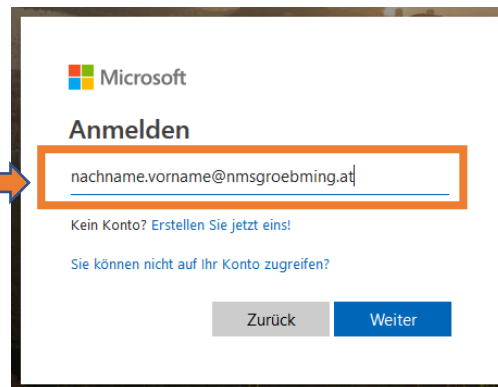 Microsoft
Anmelden
nachname.vorname@nmsgroebming.at
Kein Konto? Erstellen Sie jetzt eins!
Sie können nicht auf Ihr Konto zugreifen?
Zurück Weiter